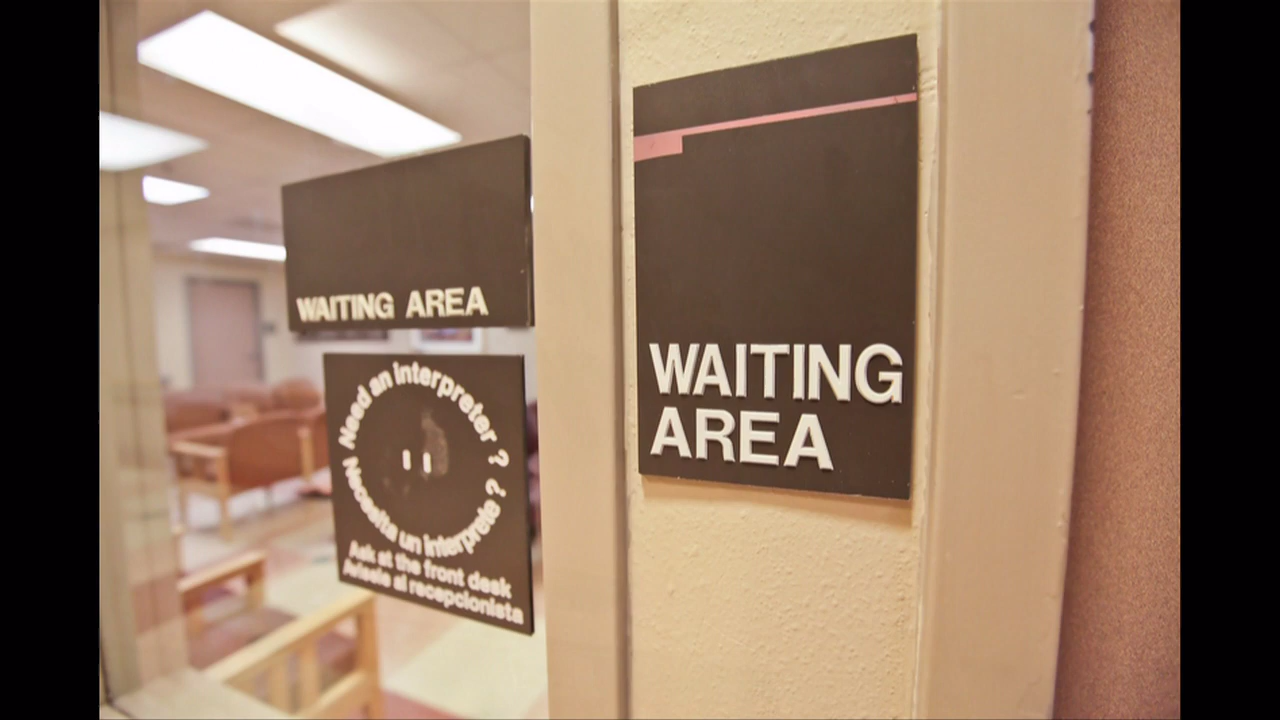 WAITING AREA
Need an interpreter ?
Necesita un interprete ?
Ask at the front desk
Avisele al recepcionista
WAITING
AREA